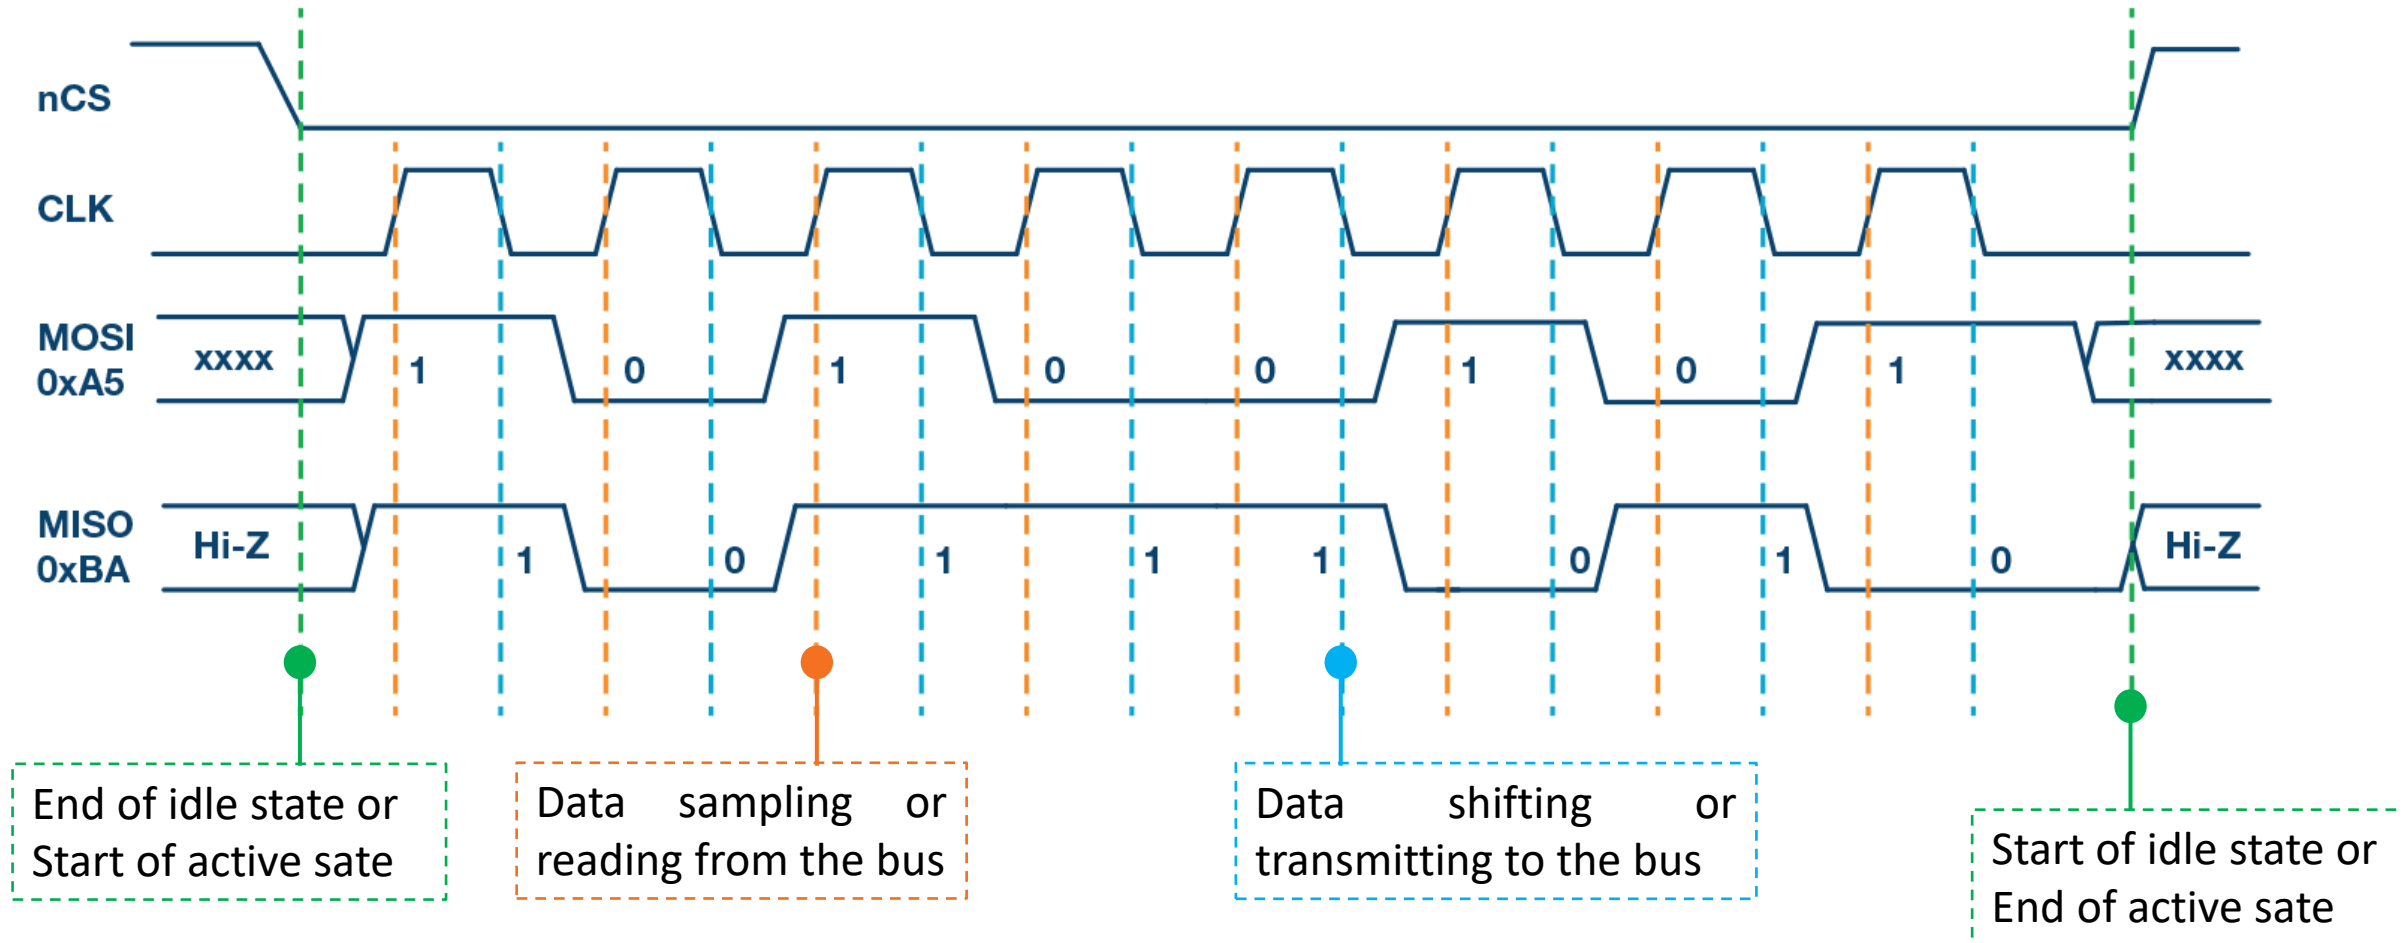 nCS
CLK
MOSI
0xA5
xxxx
1
0
1
0
0
1
0
1
xxxx
MISO
0xBA
Hi-Z
1
0
1
1
1
0
1
0
Hi-Z
End of idle state or
Start of active sate
Data sampling or
reading from the bus
Data shifting or
transmitting to the bus
Start of idle state or
End of active sate